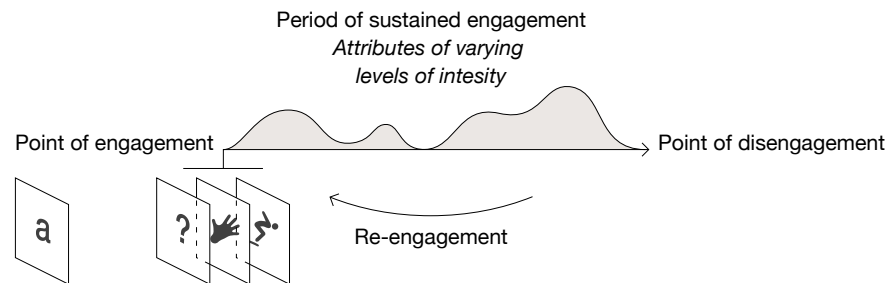 Period of sustained engagement
Attributes of varying
levels of intesity
Point of engagement
Point of disengagement
a
?
Re-engagement